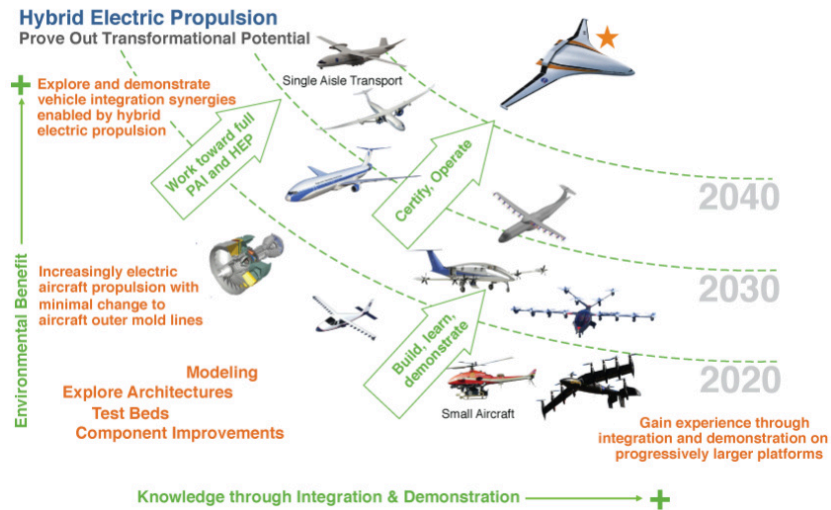 Hybrid Electric Propulsion
Prove Out Transformational Potential
Single Aisle Transport
+
Explore and demonstrate
vehicle integration synergies
enabled by hybrid
electric propulsion
Work toward full
PAI and HEP
Certify, Operate
2040
Environmental Benefit
Increasingly electric
aircraft propulsion with
minimal change to
aircraft outer mold lines
2030
Build, learn,
demonstrate
Modeling
Explore Architectures
Test Beds
Component Improvements
2020
Small Aircraft
Gain experience through
integration and demonstration on
progressively larger platforms
Knowledge through Integration & Demonstration
+